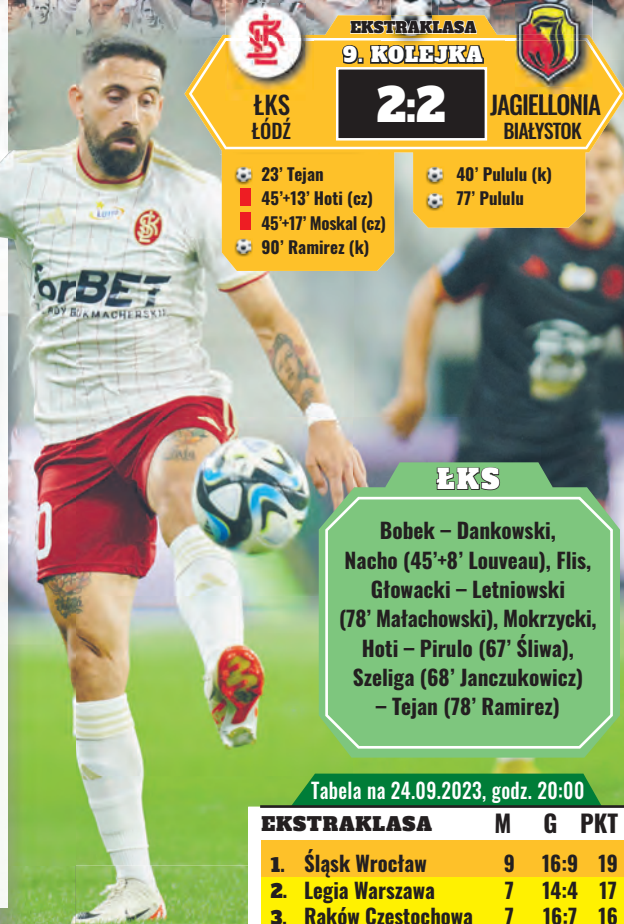 EKSTRAKLASA
9. KOLEJKA
ŁKS
ŁÓDŹ
2:2
JAGIELLONIA
BIAŁYSTOK
23' Tejan
45'+13' Hoti (cz)
45'+17' Moskal (cz)
90' Ramirez (k)
40' Pululu (k)
77' Pululu
forBET
ŁKS
Bobek – Dankowski,
Nacho (45'+8' Louveau), Flis,
Głowacki – Letniowski
(78' Małachowski), Mokrzycki,
Hoti – Pirulo (67' Śliwa),
Szeliga (68' Janczukowicz)
– Tejan (78' Ramirez)
Tabela na 24.09.2023, godz. 20:00
EKSTRAKLASA M G PKT
1. Śląsk Wrocław 9 16:9 19
2. Legia Warszawa 7 14:4 17
3. Raków Częstochowa 7 16:7 16